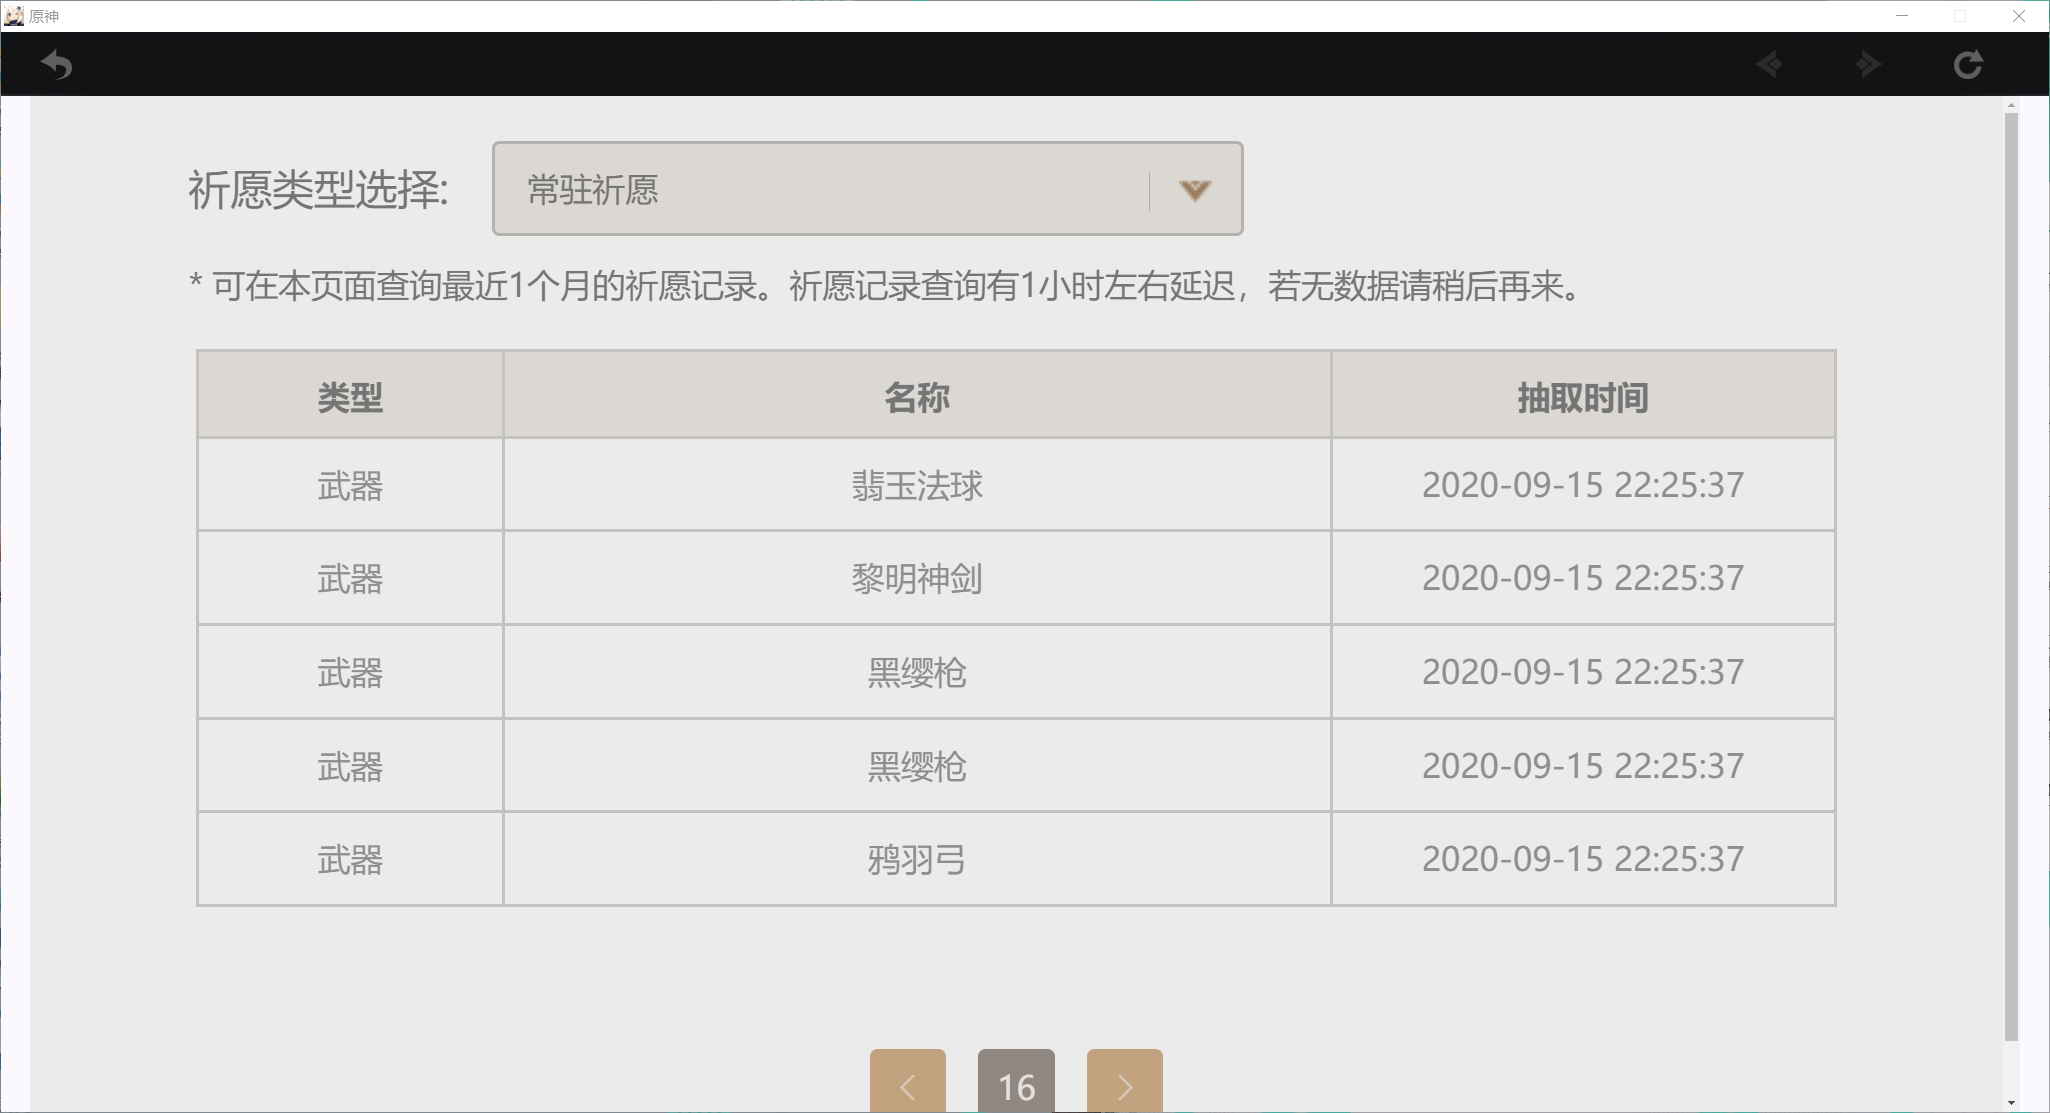 原神
祈愿类型选择: 常驻祈愿
* 可在本页面查询最近1个月的祈愿记录。祈愿记录查询有1小时左右延迟，若无数据请稍后再来。
类型 名称 抽取时间
武器 翡玉法球 2020-09-15 22:25:37
武器 黎明神剑 2020-09-15 22:25:37
武器 黑缨枪 2020-09-15 22:25:37
武器 黑缨枪 2020-09-15 22:25:37
武器 鸦羽弓 2020-09-15 22:25:37
16